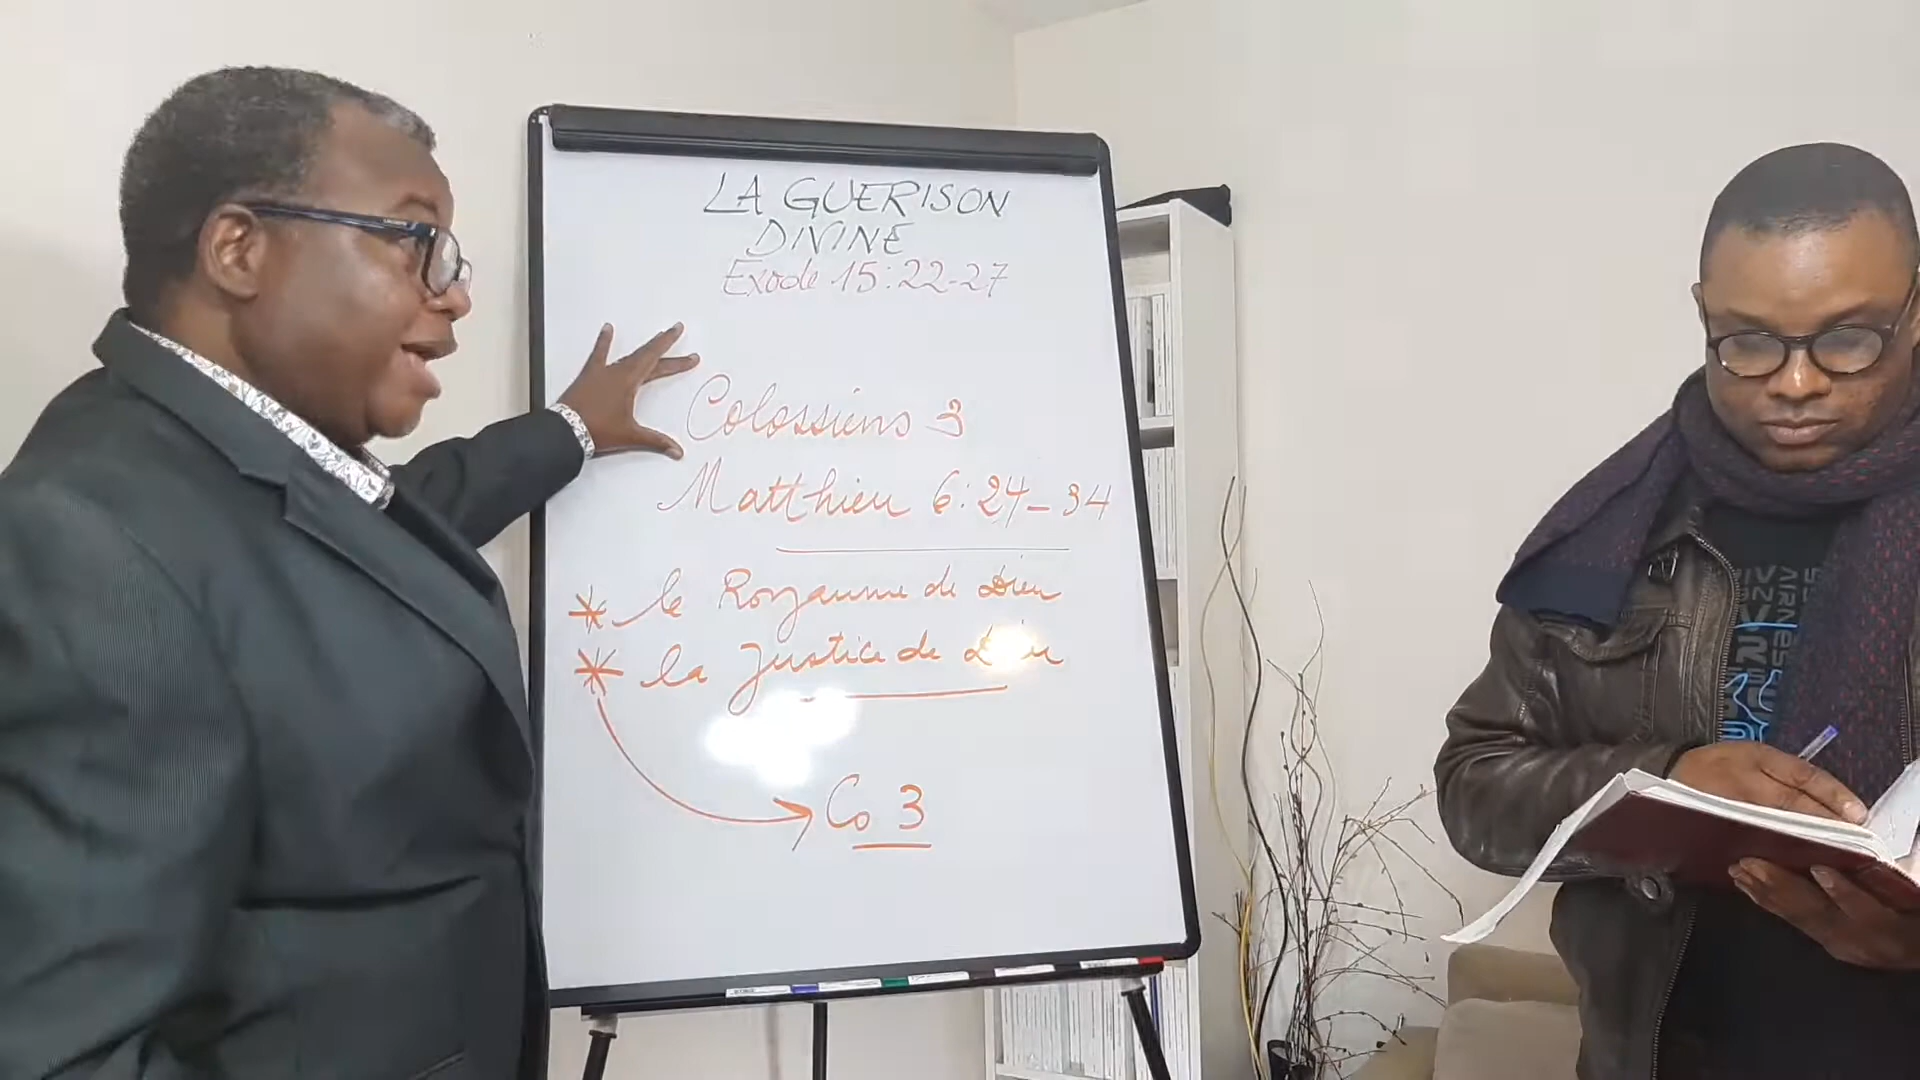 LA GUERISON
DIVINE
Exode 15:22-27
Colossiens 3
Matthieu 6:24-34
* le Royaume de Dieu
* la Justice de Dieu
Co 3